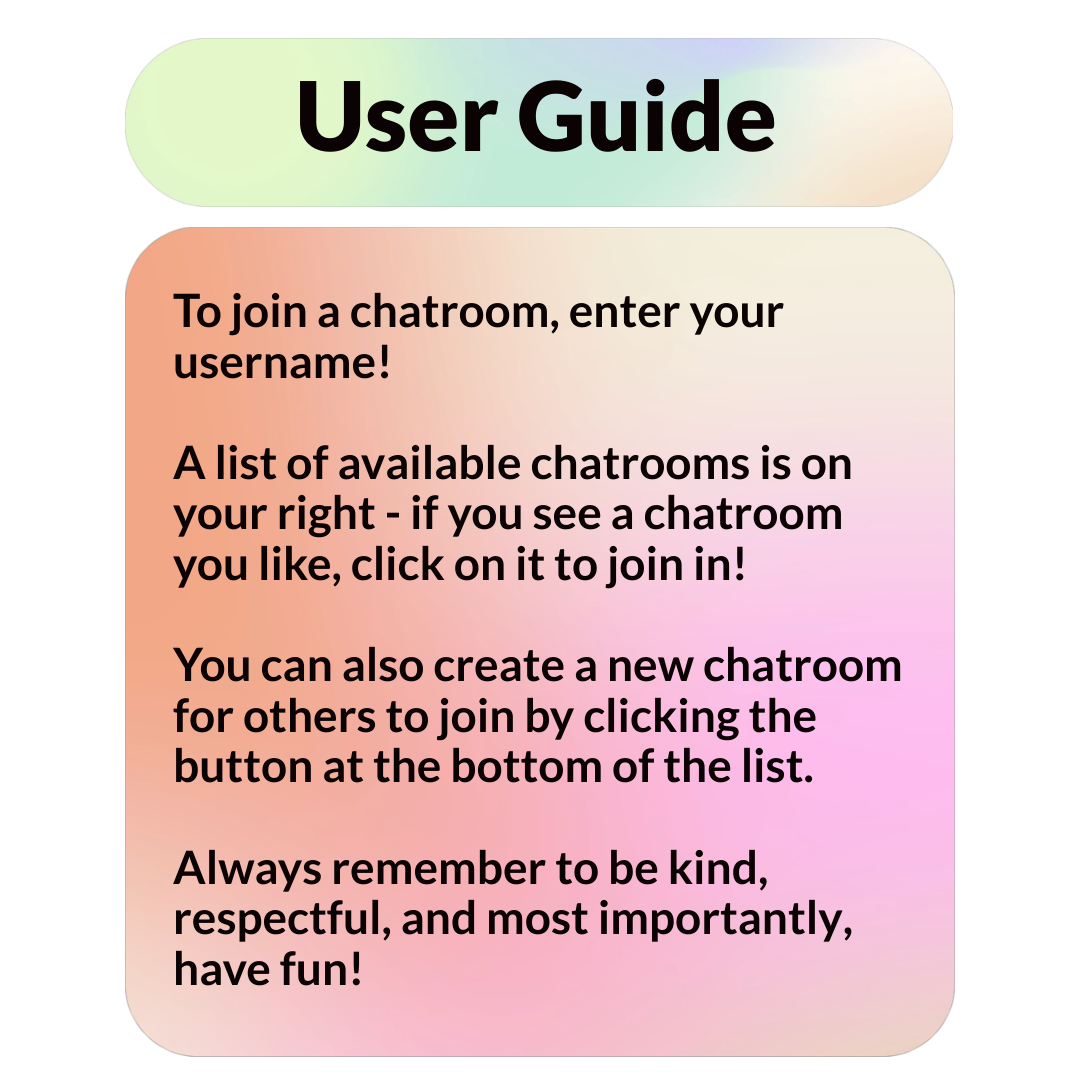 User Guide
To join a chatroom, enter your
username!
A list of available chatrooms is on
your right - if you see a chatroom
you like, click on it to join in!
You can also create a new chatroom
for others to join by clicking the
button at the bottom of the list.
Always remember to be kind,
respectful, and most importantly,
have fun!